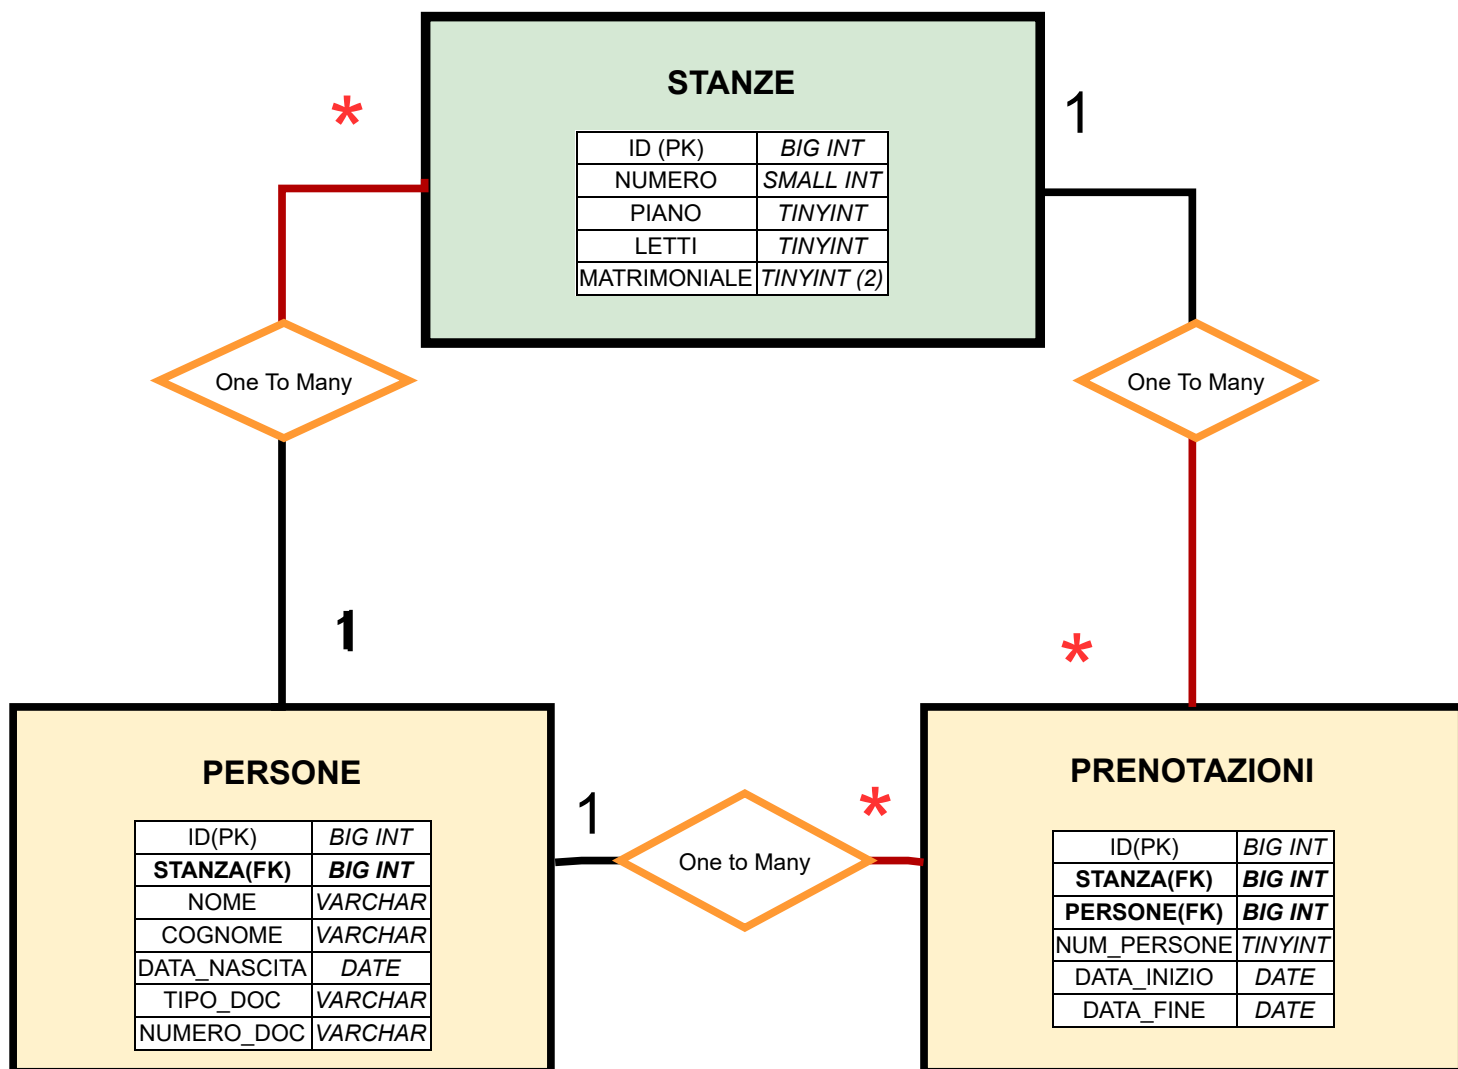 STANZE
*
1
ID (PK) BIG INT
NUMERO SMALL INT
PIANO TINYINT
LETTI TINYINT
MATRIMONIALE TINYINT (2)
One To Many
One To Many
1
*
PERSONE
ID(PK) BIG INT
STANZA(FK) BIG INT
NOME VARCHAR
COGNOME VARCHAR
DATA_NASCITA DATE
TIPO_DOC VARCHAR
NUMERO_DOC VARCHAR
1
One to Many
*
PRENOTAZIONI
ID(PK) BIG INT
STANZA(FK) BIG INT
PERSONE(FK) BIG INT
NUM_PERSONE TINYINT
DATA_INIZIO DATE
DATA_FINE DATE